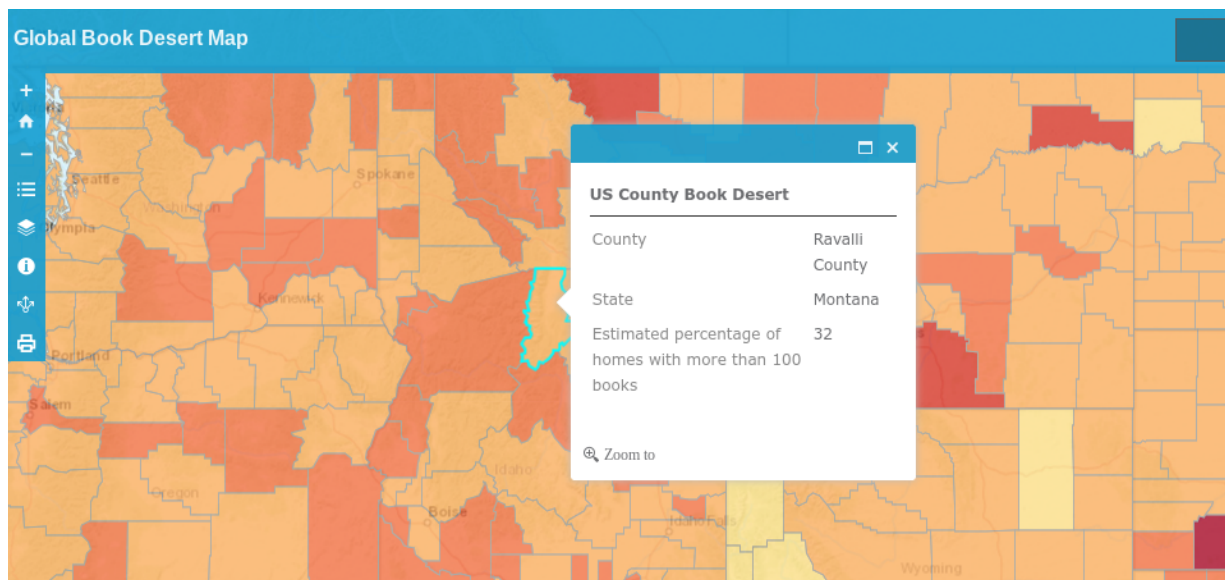 Global Book Desert Map
Spokane
Seattle
Washington
Olympia
Kennewick
Portland
Salem
Oregon
Idaho
Boise
Idaho Falls
Wyoming
US County Book Desert
County
Ravalli
County
State
Montana
Estimated percentage of
32
homes with more than 100
books
Zoom to